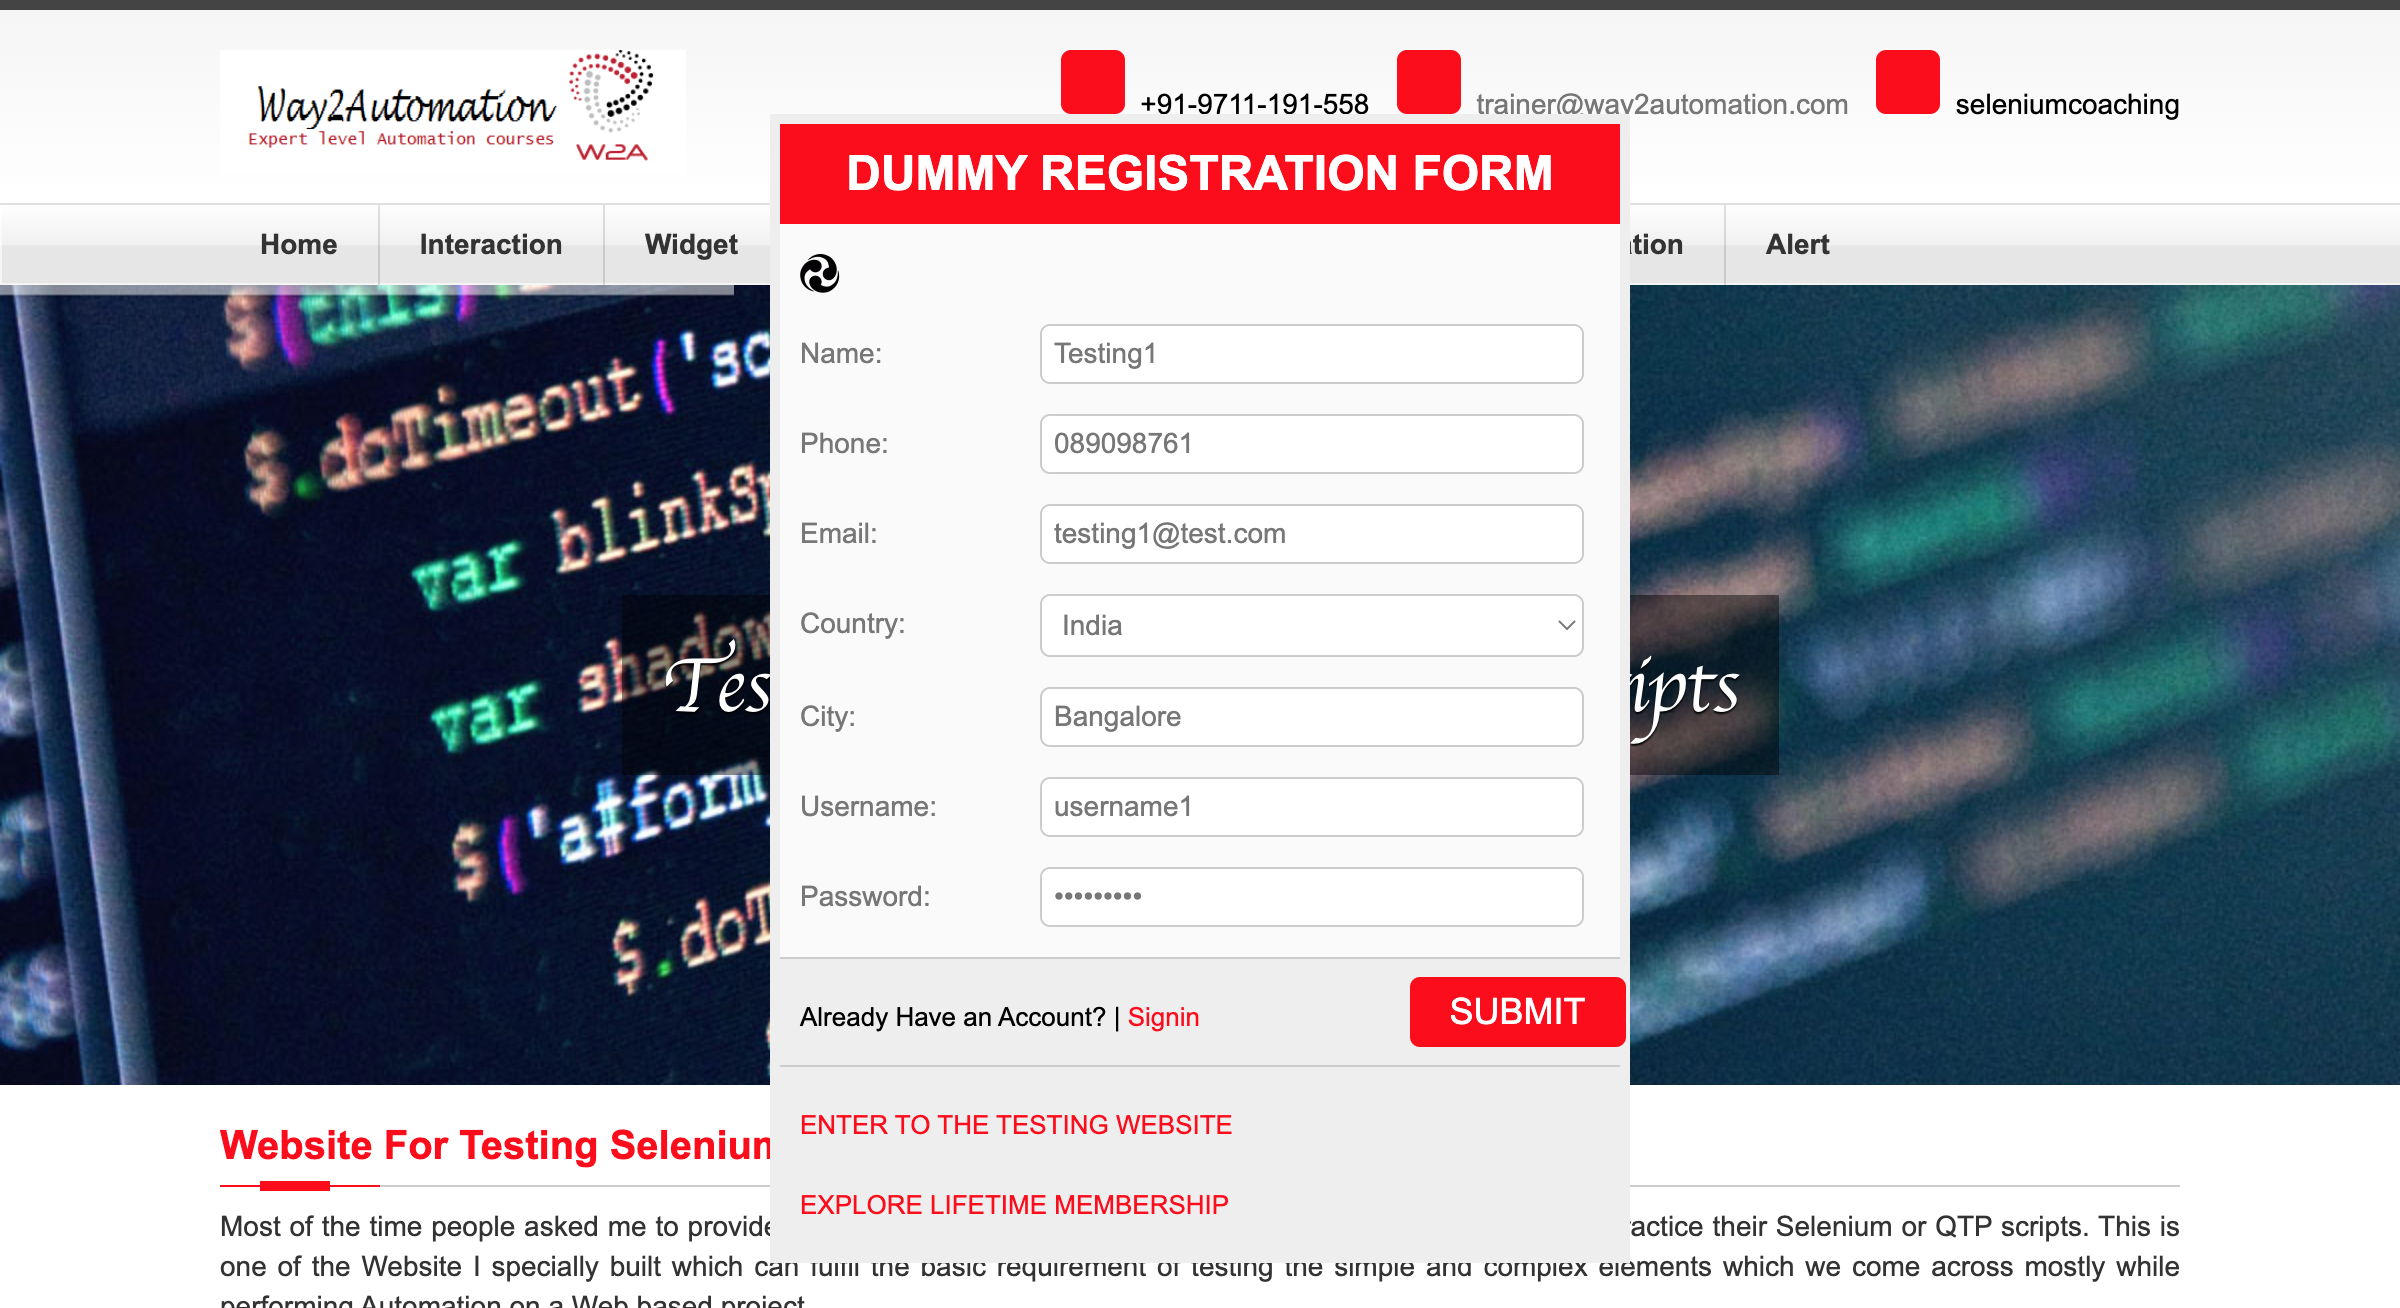 Way2Automation
Expert level Automation courses
W2A
+91-9711-191-558
trainer@way2automation.com
seleniumcoaching
Home
Interaction
Widget
Alert
DUMMY REGISTRATION FORM
Name:
Testing1
Phone:
089098761
Email:
testing1@test.com
Country:
India
City:
Bangalore
Username:
username1
Password:
•••••••••
Already Have an Account? | Signin
SUBMIT
ENTER TO THE TESTING WEBSITE
EXPLORE LIFETIME MEMBERSHIP
$(this)
$.doTimeout('sc
var blinkSp
var shadow
$('a#form
$.doT
Tes
ipts
Website For Testing Selenium
Most of the time people asked me to provide
actice their Selenium or QTP scripts. This is
one of the Website I specially built which can fulfill the basic requirement of testing the simple and complex elements which we come across mostly while
performing Automation on a Web based project